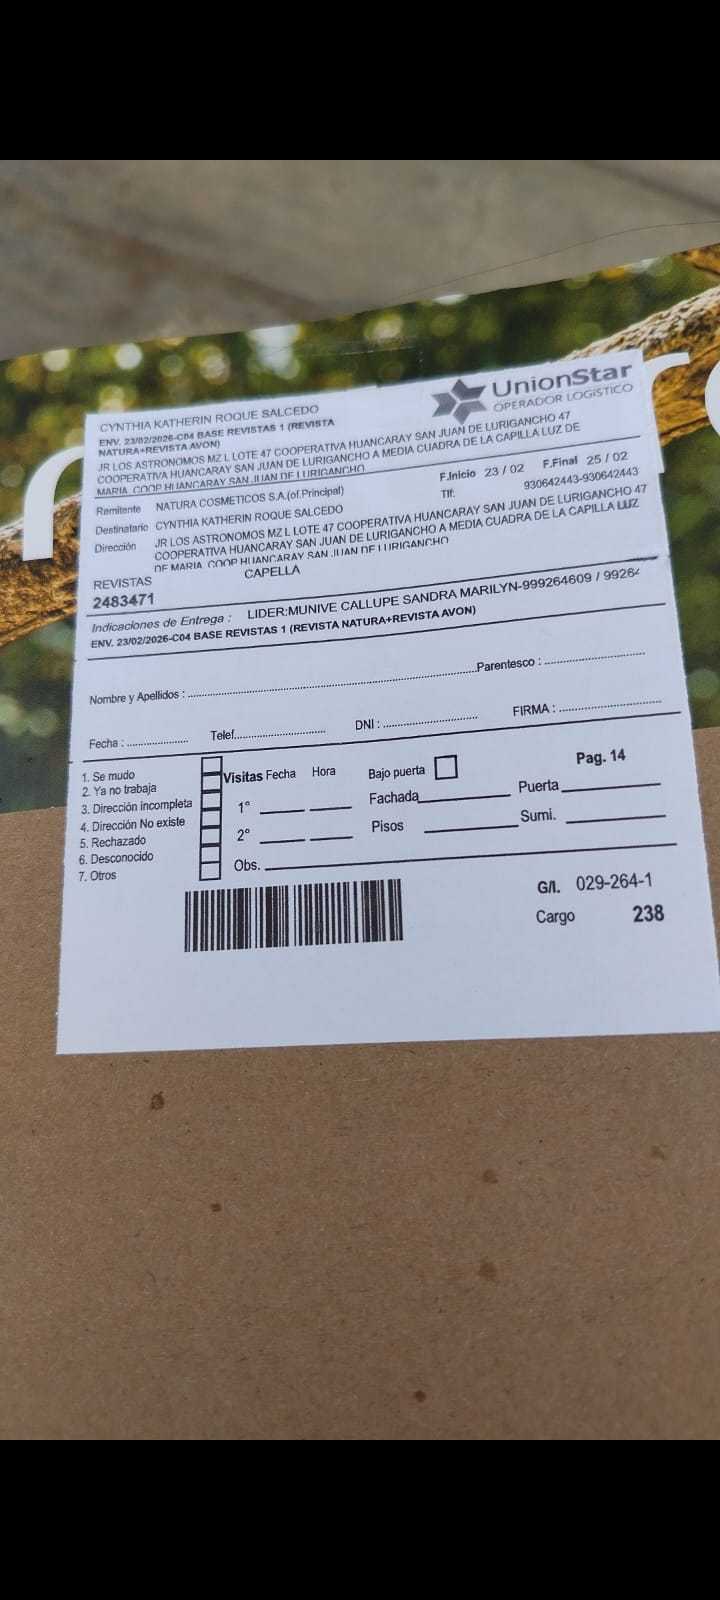 UnionStar
OPERADOR LOGISTICO
CYNTHIA KATHERIN ROQUE SALCEDO
ENV. 23/02/2026-C04 BASE REVISTAS 1 (REVISTA
NATURA+REVISTA AVON)
JR LOS ASTRONOMOS MZ L LOTE 47 COOPERATIVA HUANCARAY SAN JUAN DE LURIGANCHO 47
COOPERATIVA HUANCARAY SAN JUAN DE LURIGANCHO A MEDIA CUADRA DE LA CAPILLA LUZ DE
MARIA COOP HUANCARAY SAN JUAN DE LURIGANCHO
Remitente NATURA COSMETICOS S.A.(of.Principal) F.Inicio 23 / 02 F.Final 25 / 02
Destinatario CYNTHIA KATHERIN ROQUE SALCEDO Tlf: 930642443-930642443
Dirección JR LOS ASTRONOMOS MZ L LOTE 47 COOPERATIVA HUANCARAY SAN JUAN DE LURIGANCHO 47
COOPERATIVA HUANCARAY SAN JUAN DE LURIGANCHO A MEDIA CUADRA DE LA CAPILLA LUZ
DE MARIA, COOP HUANCARAY SAN JUAN DE LURIGANCHO
REVISTAS CAPELLA
2483471
Indicaciones de Entrega : LIDER:MUNIVE CALLUPE SANDRA MARILYN-999264609 / 99264
ENV. 23/02/2026-C04 BASE REVISTAS 1 (REVISTA NATURA+REVISTA AVON)
Nombre y Apellidos : Parentesco :
Fecha : Telef. DNI : FIRMA :
1. Se mudo
2. Ya no trabaja
3. Dirección incompleta
4. Dirección No existe
5. Rechazado
6. Desconocido
7. Otros
Visitas Fecha Hora Bajo puerta Pag. 14
1° Fachada Puerta
2° Pisos Sumi.
Obs.
G/I. 029-264-1
Cargo 238